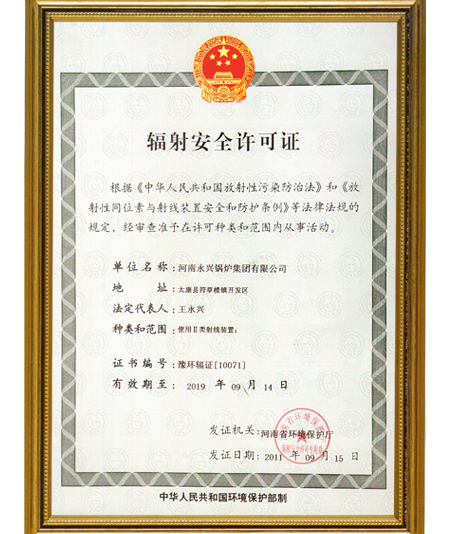 辐射安全许可证
根据《中华人民共和国放射性污染防治法》和《放
射性同位素与射线装置安全和防护条例》等法律法规的
规定，经审查准予在许可种类和范围内从事活动。
单位名称：河南永兴锅炉集团有限公司
地　　址：太康县符草楼镇开发区
法定代表人：王永兴
种类和范围：使用Ⅱ类射线装置；
证书编号：豫环辐证[10071]
有效期至：2019 年 09 月 14 日
发证机关：河南省环境保护厅
发证日期：2011 年 09 月 15 日
中华人民共和国环境保护部制